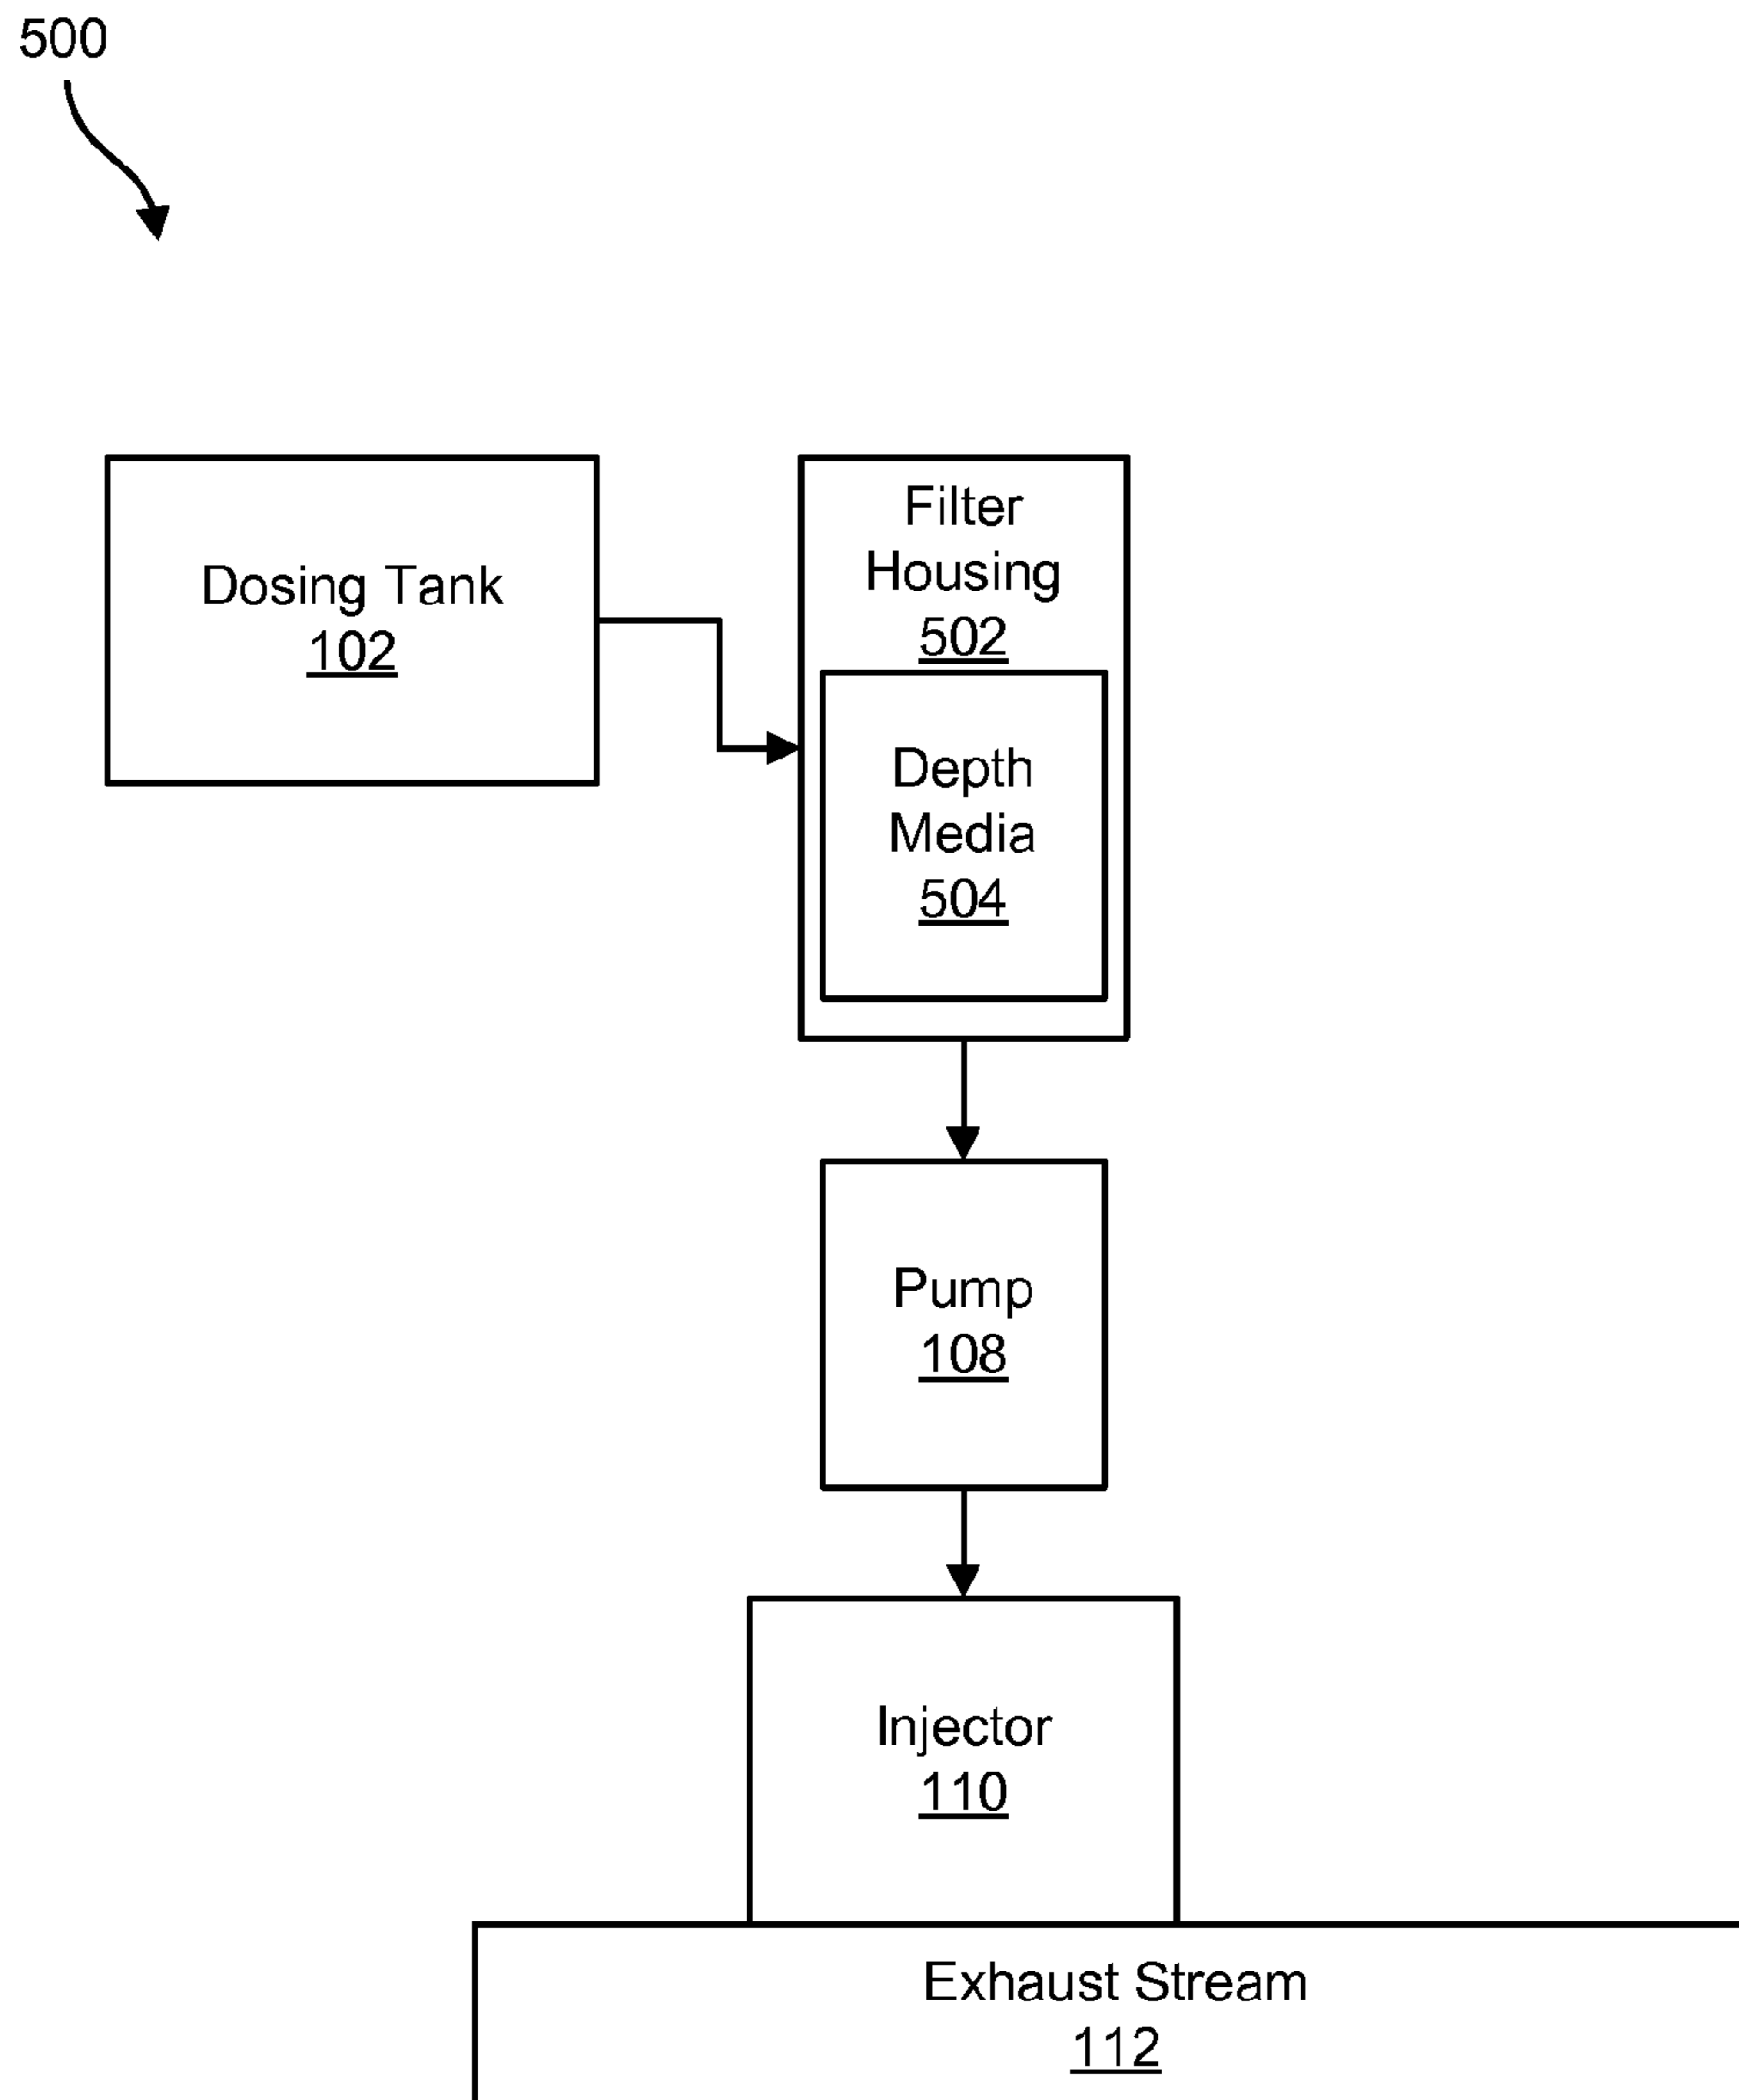 500
Dosing Tank
102
Filter
Housing
502
Depth
Media
504
Pump
108
Injector
110
Exhaust Stream
112